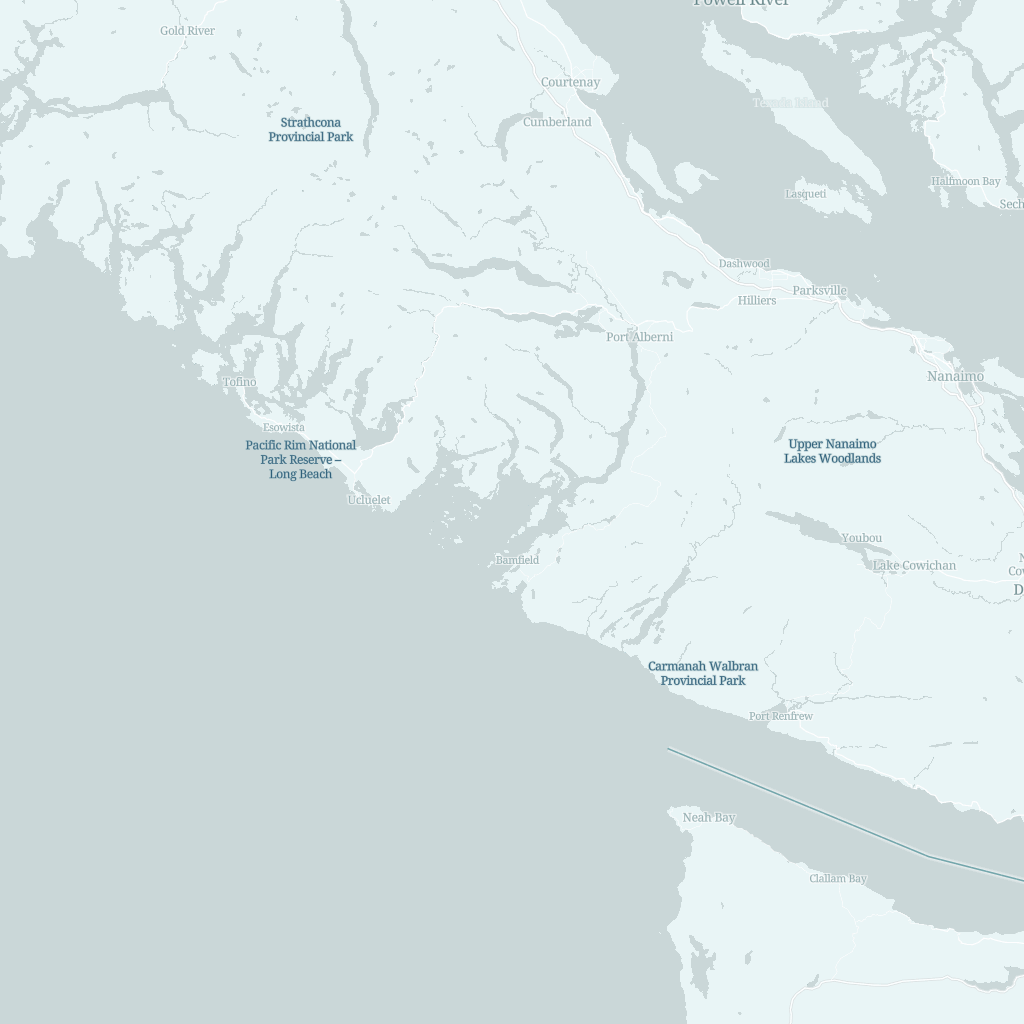 Powell River
Gold River
Courtenay
Texada Island
Strathcona
Provincial Park
Cumberland
Halfmoon Bay
Lasqueti
Sech
Dashwood
Parksville
Hilliers
Port Alberni
Tofino
Nanaimo
Esowista
Pacific Rim National
Park Reserve –
Long Beach
Upper Nanaimo
Lakes Woodlands
Ucluelet
Youbou
Bamfield
Lake Cowichan
N
Cov
D
Carmanah Walbran
Provincial Park
Port Renfrew
Neah Bay
Clallam Bay